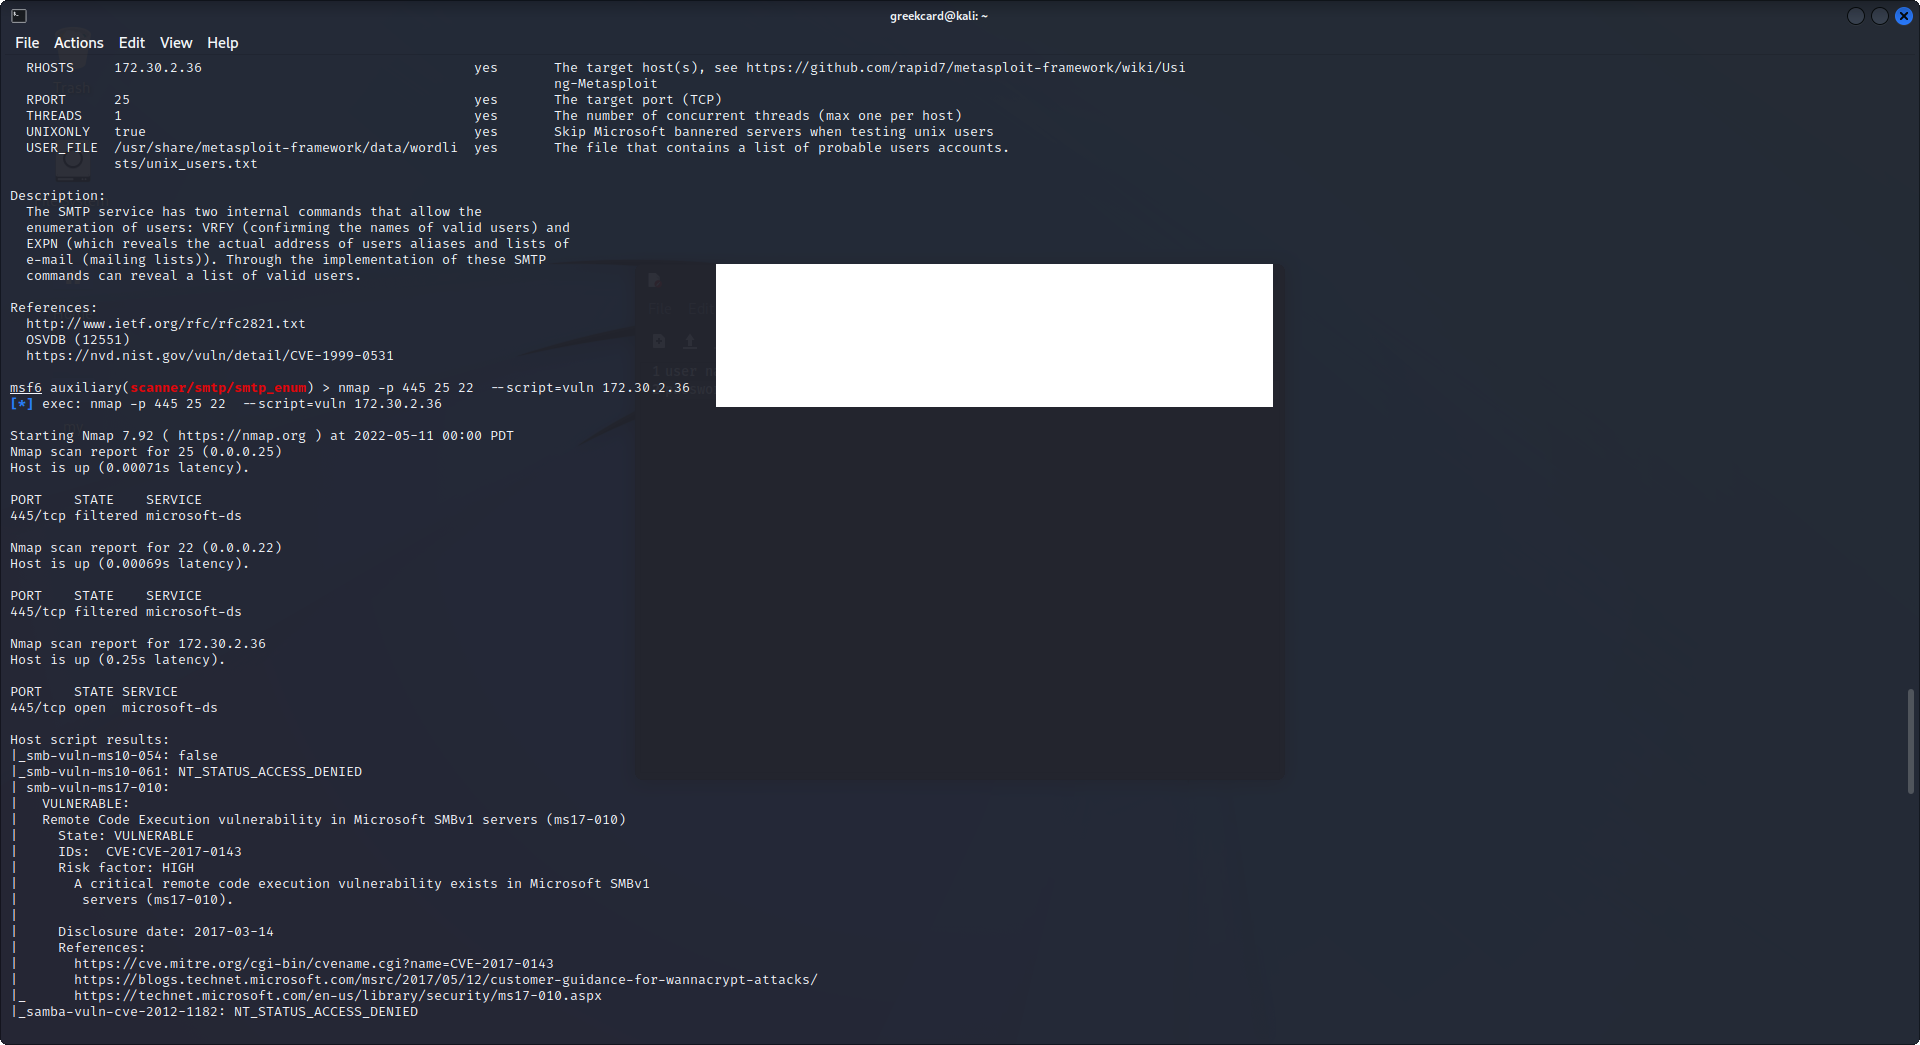 greekcard@kali: ~
File Actions Edit View Help
RHOSTS 172.30.2.36 yes The target host(s), see https://github.com/rapid7/metasploit-framework/wiki/Usi
ng-Metasploit
RPORT 25 yes The target port (TCP)
THREADS 1 yes The number of concurrent threads (max one per host)
UNIXONLY true yes Skip Microsoft bannered servers when testing unix users
USER_FILE /usr/share/metasploit-framework/data/wordli yes The file that contains a list of probable users accounts.
sts/unix_users.txt
Description:
The SMTP service has two internal commands that allow the
enumeration of users: VRFY (confirming the names of valid users) and
EXPN (which reveals the actual address of users aliases and lists of
e-mail (mailing lists)). Through the implementation of these SMTP
commands can reveal a list of valid users.
References:
http://www.ietf.org/rfc/rfc2821.txt
OSVDB (12551)
https://nvd.nist.gov/vuln/detail/CVE-1999-0531
msf6 auxiliary(scanner/smtp/smtp_enum) > nmap -p 445 25 22  --script=vuln 172.30.2.36
[*] exec: nmap -p 445 25 22  --script=vuln 172.30.2.36
Starting Nmap 7.92 ( https://nmap.org ) at 2022-05-11 00:00 PDT
Nmap scan report for 25 (0.0.0.25)
Host is up (0.00071s latency).
PORT STATE SERVICE
445/tcp filtered microsoft-ds
Nmap scan report for 22 (0.0.0.22)
Host is up (0.00069s latency).
PORT STATE SERVICE
445/tcp filtered microsoft-ds
Nmap scan report for 172.30.2.36
Host is up (0.25s latency).
PORT STATE SERVICE
445/tcp open microsoft-ds
Host script results:
|_smb-vuln-ms10-054: false
|_smb-vuln-ms10-061: NT_STATUS_ACCESS_DENIED
| smb-vuln-ms17-010:
|   VULNERABLE:
|   Remote Code Execution vulnerability in Microsoft SMBv1 servers (ms17-010)
|     State: VULNERABLE
|     IDs:  CVE:CVE-2017-0143
|     Risk factor: HIGH
|       A critical remote code execution vulnerability exists in Microsoft SMBv1
|        servers (ms17-010).
|
|     Disclosure date: 2017-03-14
|     References:
|       https://cve.mitre.org/cgi-bin/cvename.cgi?name=CVE-2017-0143
|       https://blogs.technet.microsoft.com/msrc/2017/05/12/customer-guidance-for-wannacrypt-attacks/
|_      https://technet.microsoft.com/en-us/library/security/ms17-010.aspx
|_samba-vuln-cve-2012-1182: NT_STATUS_ACCESS_DENIED